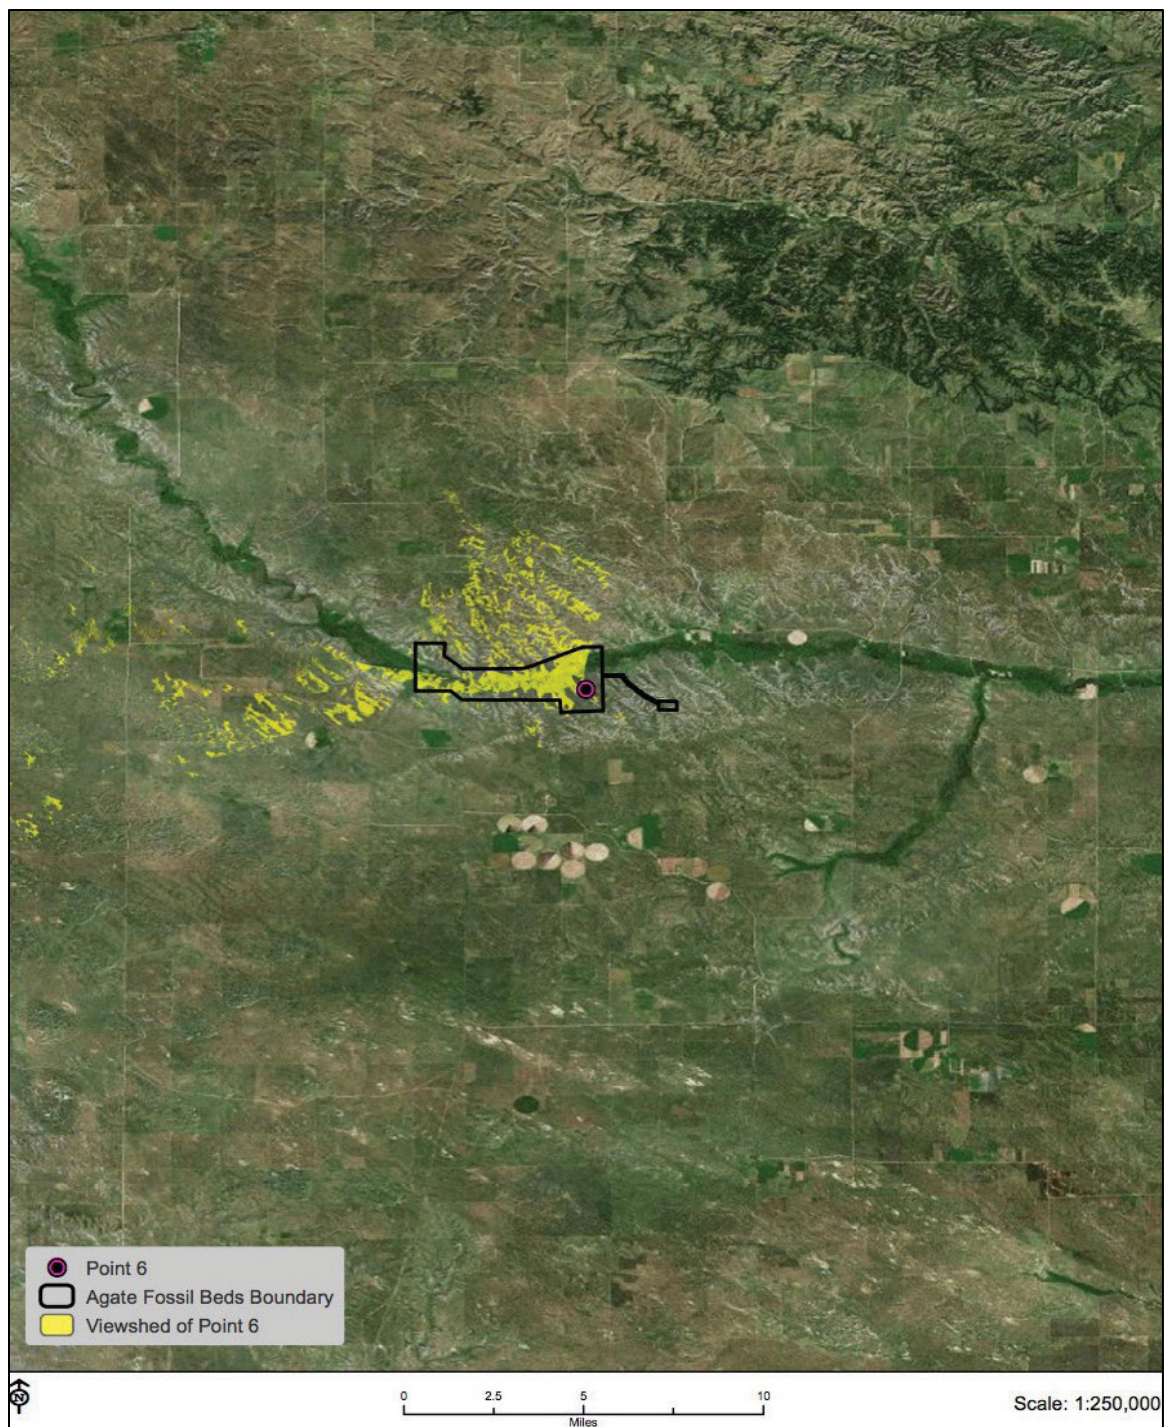 Point 6
Agate Fossil Beds Boundary
Viewshed of Point 6
N
0 2.5 5 10
Miles
Scale: 1:250,000